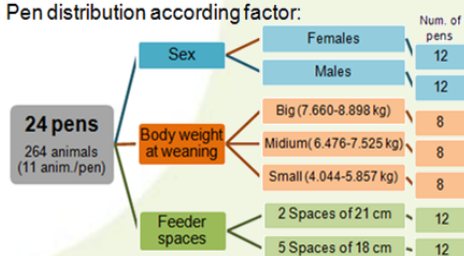 Pen distribution according factor:
Num. of
pens
24 pens
264 animals
(11 anim./pen)
Sex
Females
12
Males
12
Body weight
at weaning
Big (7.660-8.898 kg)
8
Midium(6.476-7.525 kg)
8
Small (4.044-5.857 kg)
8
Feeder
spaces
2 Spaces of 21 cm
12
5 Spaces of 18 cm
12